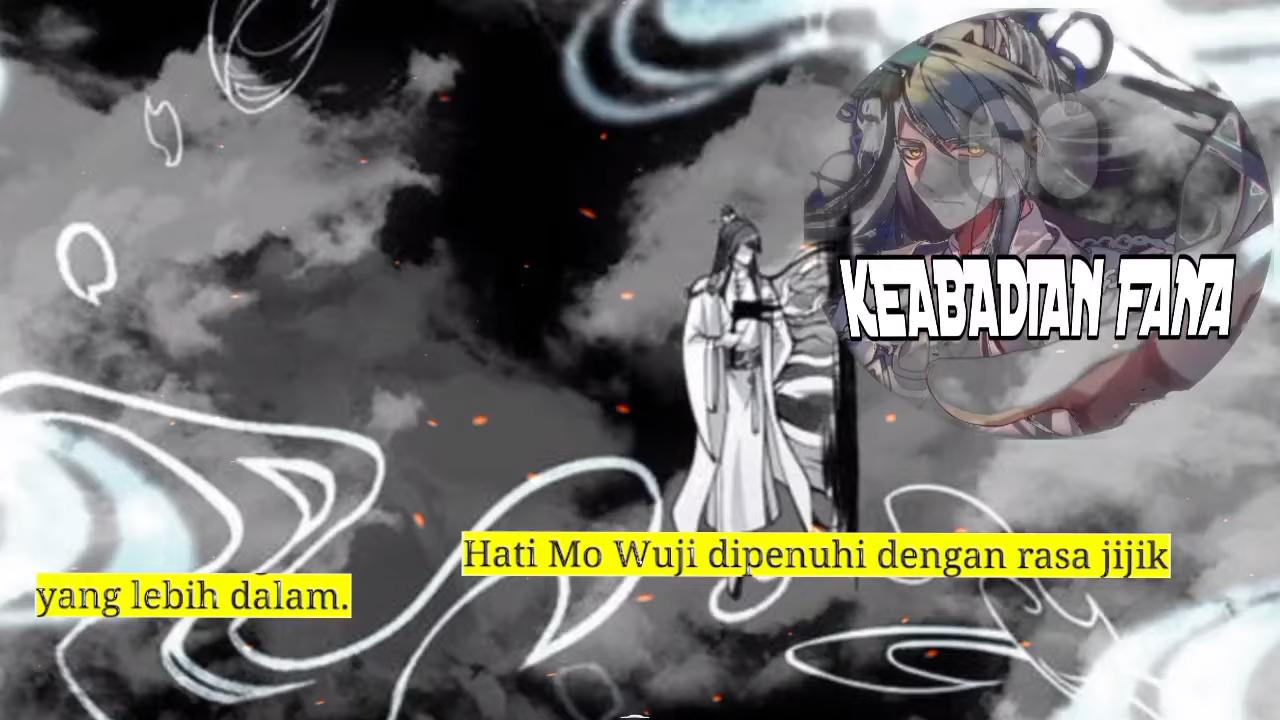 KEABADIAN FANA
Hati Mo Wuji dipenuhi dengan rasa jijik
yang lebih dalam.